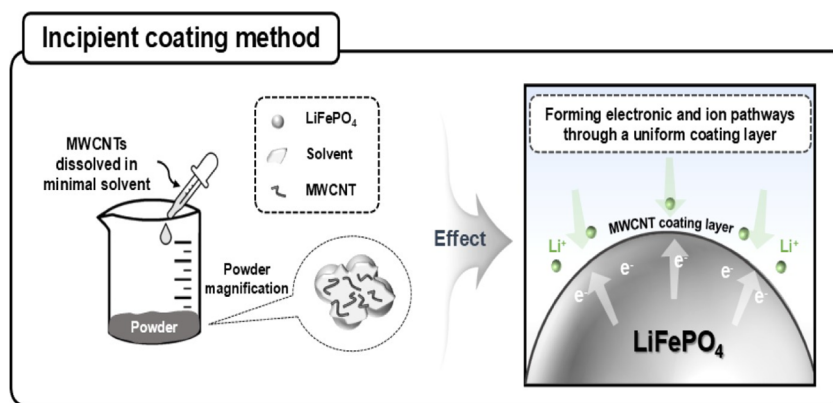 Incipient coating method
MWCNTs
dissolved in
minimal solvent
LiFePO₄
Solvent
MWCNT
Powder
magnification
Powder
Effect
Forming electronic and ion pathways
through a uniform coating layer
MWCNT coating layer
Li⁺
Li⁺
e⁻
e⁻
e⁻
e⁻
e⁻
LiFePO₄